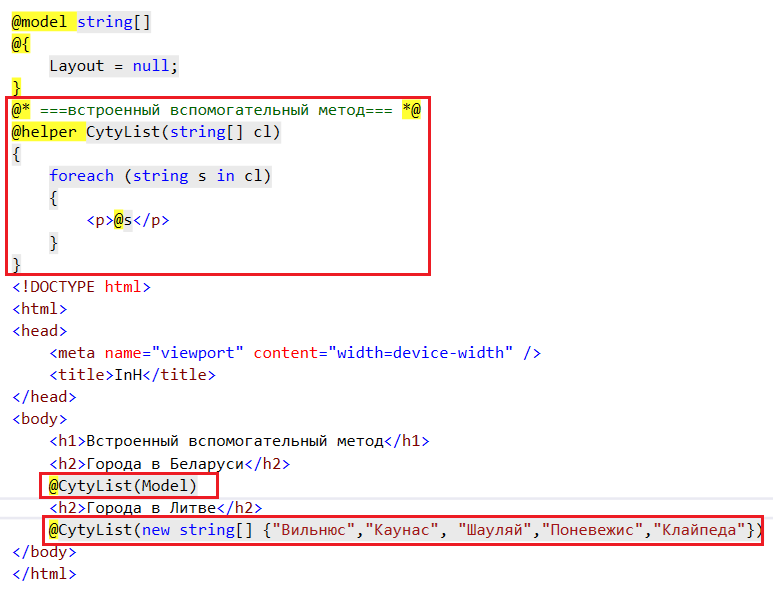 @model string[]
@{
    Layout = null;
}
@* ===встроенный вспомогательный метод=== *@
@helper CytyList(string[] cl)
{
    foreach (string s in cl)
    {
        <p>@s</p>
    }
}
<!DOCTYPE html>
<html>
<head>
    <meta name="viewport" content="width=device-width" />
    <title>InH</title>
</head>
<body>
    <h1>Встроенный вспомогательный метод</h1>
    <h2>Города в Беларуси</h2>
    @CytyList(Model)
    <h2>Города в Литве</h2>
    @CytyList(new string[] {"Вильнюс","Каунас", "Шауляй","Поневежис","Клайпеда"})
</body>
</html>